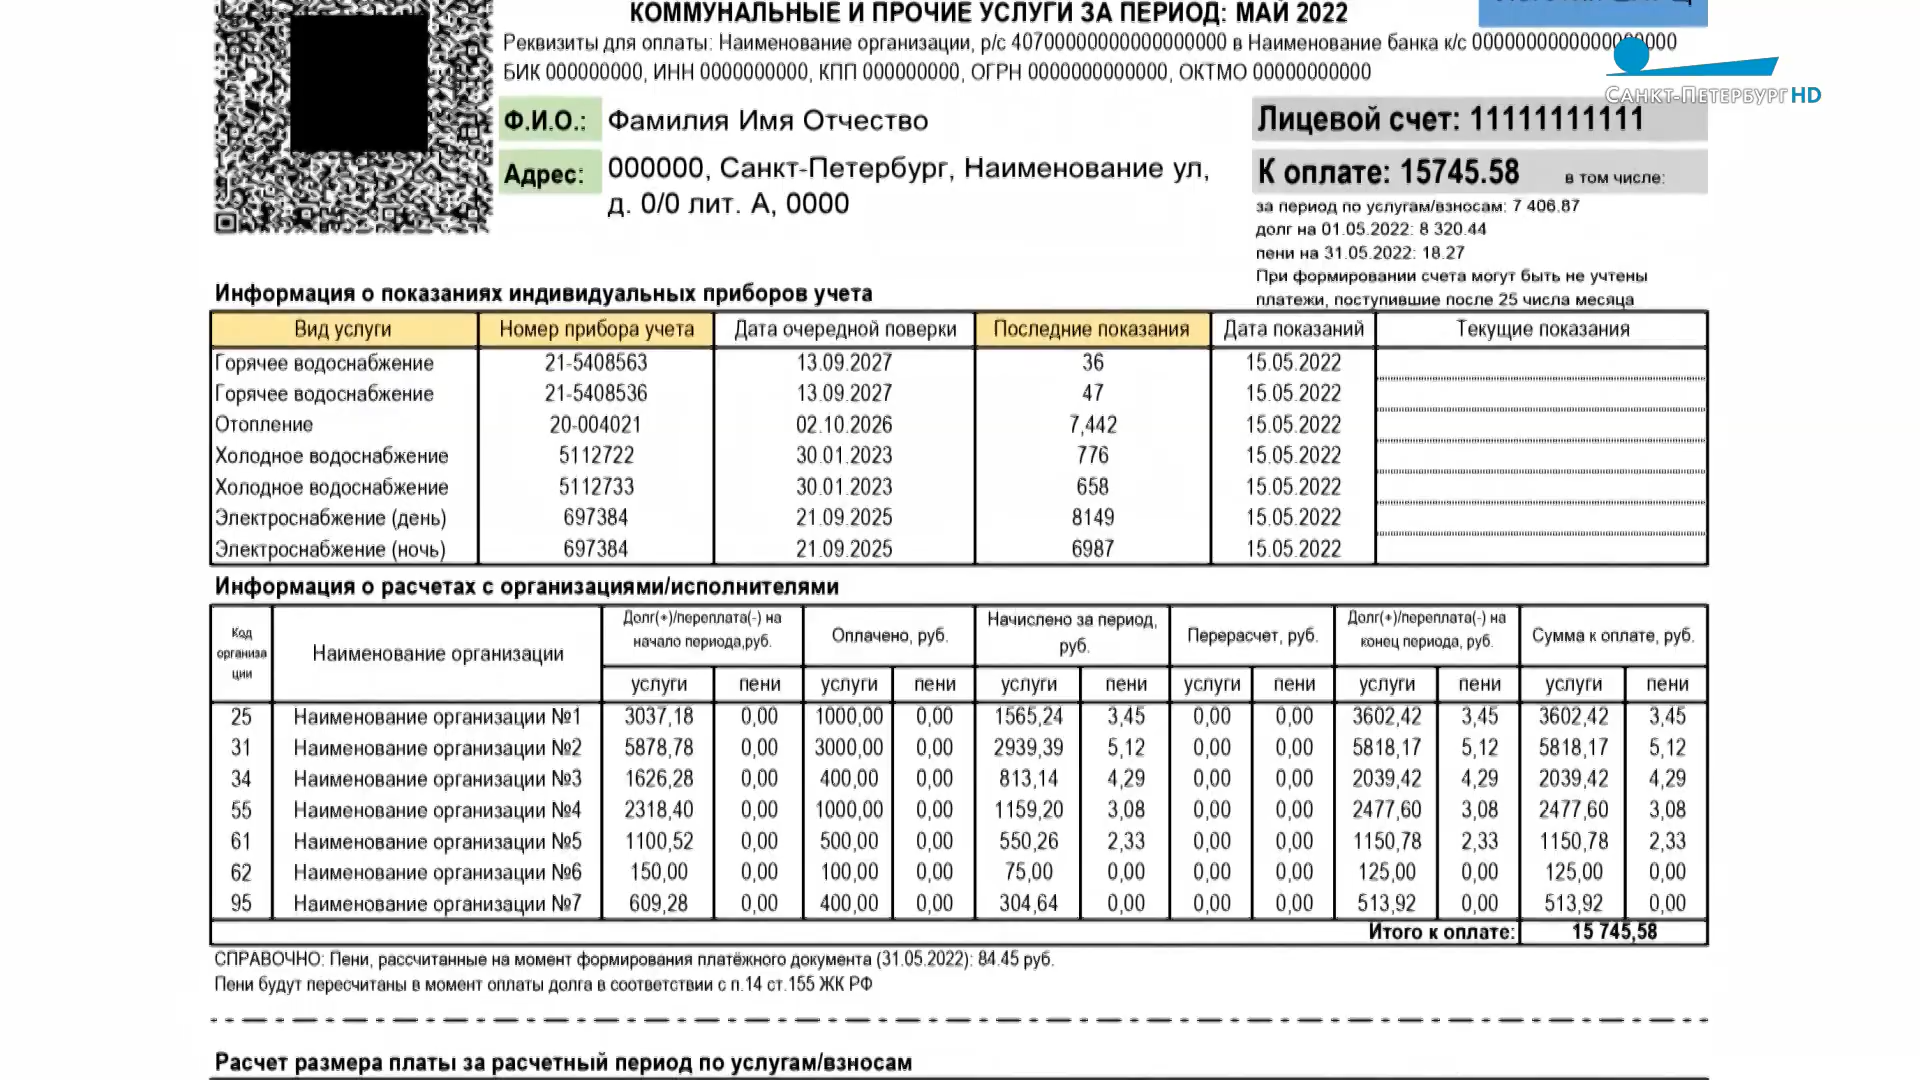 КОММУНАЛЬНЫЕ И ПРОЧИЕ УСЛУГИ ЗА ПЕРИОД: МАЙ 2022
Реквизиты для оплаты: Наименование организации, р/с 40700000000000000000 в Наименование банка к/с 00000000000000000000
БИК 000000000, ИНН 0000000000, КПП 000000000, ОГРН 0000000000000, ОКТМО 00000000000
САНКТ-ПЕТЕРБУРГ HD
Ф.И.О.: Фамилия Имя Отчество
Адрес: 000000, Санкт-Петербург, Наименование ул,
д. 0/0 лит. А, 0000
Лицевой счет: 11111111111
К оплате: 15745.58 в том числе:
за период по услугам/взносам: 7 406.87
долг на 01.05.2022: 8 320.44
пени на 31.05.2022: 18.27
При формировании счета могут быть не учтены
платежи, поступившие после 25 числа месяца
Информация о показаниях индивидуальных приборов учета
Вид услуги Номер прибора учета Дата очередной поверки Последние показания Дата показаний Текущие показания
Горячее водоснабжение 21-5408563 13.09.2027 36 15.05.2022
Горячее водоснабжение 21-5408536 13.09.2027 47 15.05.2022
Отопление 20-004021 02.10.2026 7,442 15.05.2022
Холодное водоснабжение 5112722 30.01.2023 776 15.05.2022
Холодное водоснабжение 5112733 30.01.2023 658 15.05.2022
Электроснабжение (день) 697384 21.09.2025 8149 15.05.2022
Электроснабжение (ночь) 697384 21.09.2025 6987 15.05.2022
Информация о расчетах с организациями/исполнителями
Код организа ции Наименование организации Долг(+)/переплата(-) на начало периода,руб. Оплачено, руб. Начислено за период, руб. Перерасчет, руб. Долг(+)/переплата(-) на конец периода, руб. Сумма к оплате, руб.
услуги пени услуги пени услуги пени услуги пени услуги пени услуги пени
25 Наименование организации №1 3037,18 0,00 1000,00 0,00 1565,24 3,45 0,00 0,00 3602,42 3,45 3602,42 3,45
31 Наименование организации №2 5878,78 0,00 3000,00 0,00 2939,39 5,12 0,00 0,00 5818,17 5,12 5818,17 5,12
34 Наименование организации №3 1626,28 0,00 400,00 0,00 813,14 4,29 0,00 0,00 2039,42 4,29 2039,42 4,29
55 Наименование организации №4 2318,40 0,00 1000,00 0,00 1159,20 3,08 0,00 0,00 2477,60 3,08 2477,60 3,08
61 Наименование организации №5 1100,52 0,00 500,00 0,00 550,26 2,33 0,00 0,00 1150,78 2,33 1150,78 2,33
62 Наименование организации №6 150,00 0,00 100,00 0,00 75,00 0,00 0,00 0,00 125,00 0,00 125,00 0,00
95 Наименование организации №7 609,28 0,00 400,00 0,00 304,64 0,00 0,00 0,00 513,92 0,00 513,92 0,00
Итого к оплате: 15 745,58
СПРАВОЧНО: Пени, рассчитанные на момент формирования платёжного документа (31.05.2022): 84.45 руб.
Пени будут пересчитаны в момент оплаты долга в соответствии с п.14 ст.155 ЖК РФ
Расчет размера платы за расчетный период по услугам/взносам